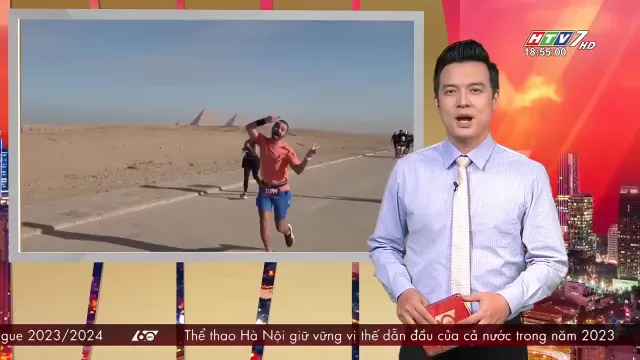 HTV7 HD
18:55:00
gue 2023/2024 60 Thể thao Hà Nội giữ vững vị thế dẫn đầu của cả nước trong năm 2023